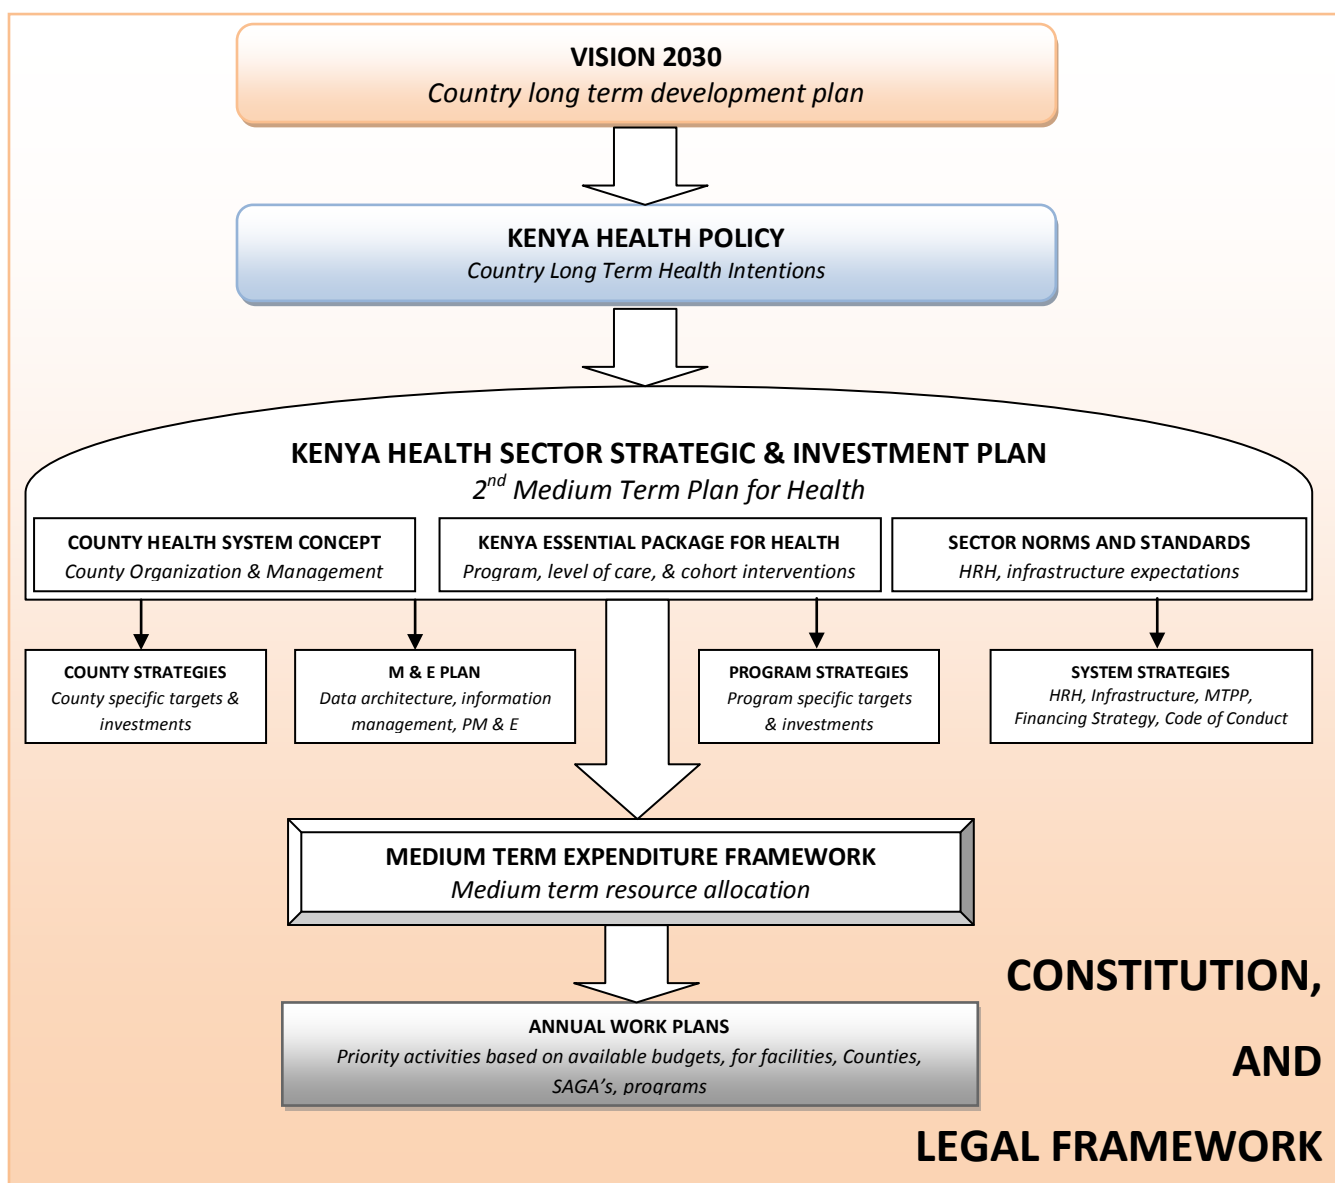 VISION 2030
Country long term development plan
KENYA HEALTH POLICY
Country Long Term Health Intentions
KENYA HEALTH SECTOR STRATEGIC & INVESTMENT PLAN
2nd Medium Term Plan for Health
COUNTY HEALTH SYSTEM CONCEPT
County Organization & Management
KENYA ESSENTIAL PACKAGE FOR HEALTH
Program, level of care, & cohort interventions
SECTOR NORMS AND STANDARDS
HRH, infrastructure expectations
COUNTY STRATEGIES
County specific targets &
investments
M & E PLAN
Data architecture, information
management, PM & E
PROGRAM STRATEGIES
Program specific targets
& investments
SYSTEM STRATEGIES
HRH, Infrastructure, MTPP,
Financing Strategy, Code of Conduct
MEDIUM TERM EXPENDITURE FRAMEWORK
Medium term resource allocation
ANNUAL WORK PLANS
Priority activities based on available budgets, for facilities, Counties,
SAGA's, programs
CONSTITUTION,
AND
LEGAL FRAMEWORK